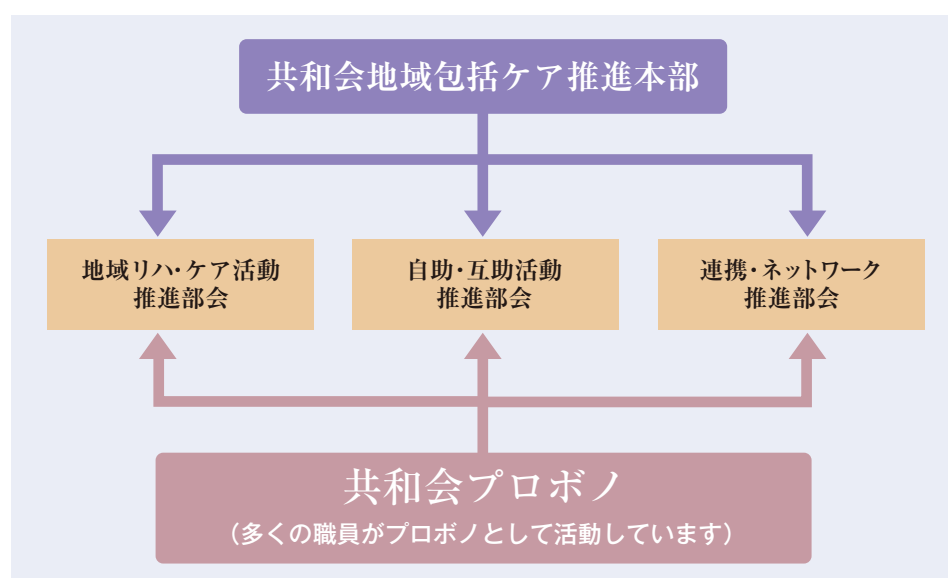 共和会地域包括ケア推進本部
地域リハ・ケア活動
推進部会
自助・互助活動
推進部会
連携・ネットワーク
推進部会
共和会プロボノ
（多くの職員がプロボノとして活動しています）